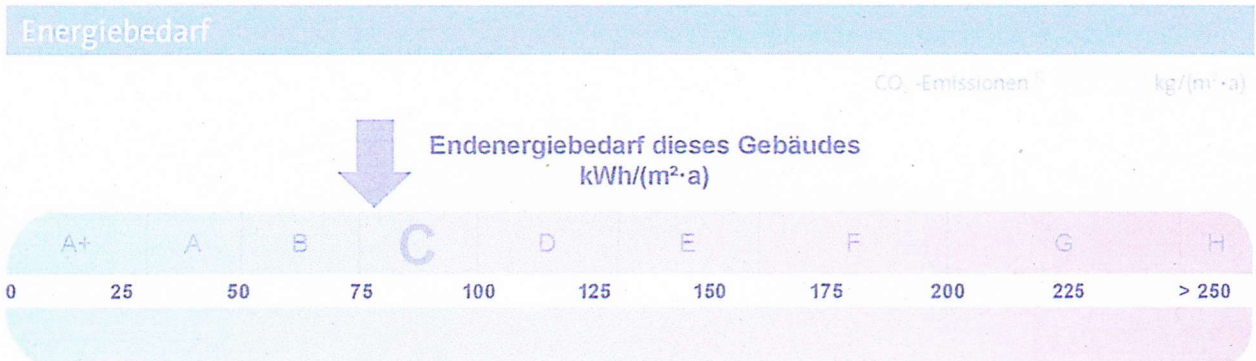 Energiebedarf
CO₂-Emissionen kg/(m²·a)
Endenergiebedarf dieses Gebäudes
kWh/(m²·a)
A+ A B C D E F G H
0 25 50 75 100 125 150 175 200 225 > 250